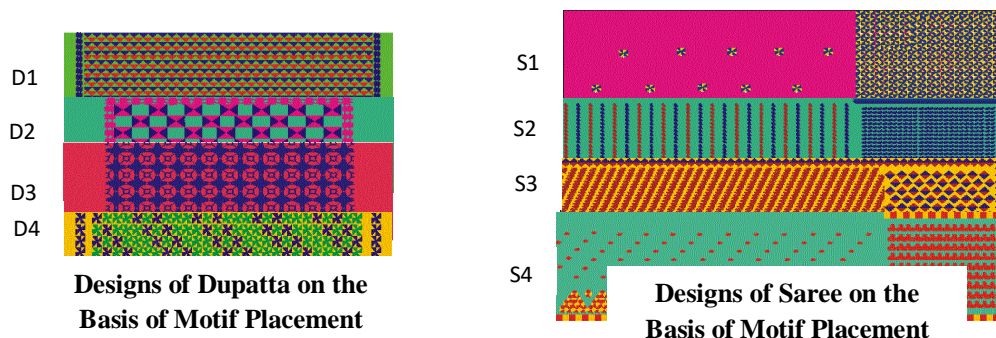 D1
D2
D3
D4
Designs of Dupatta on the
Basis of Motif Placement
S1
S2
S3
S4
Designs of Saree on the
Basis of Motif Placement